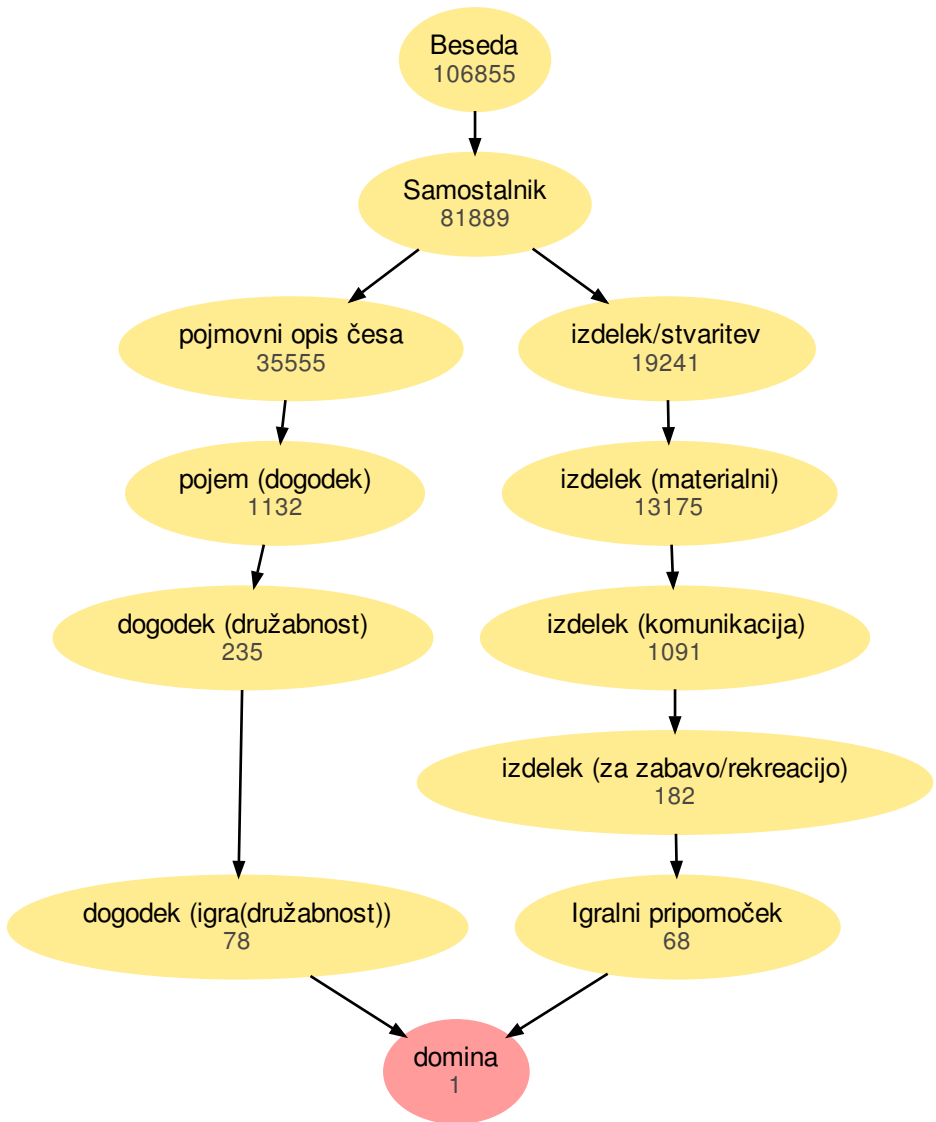 Beseda
106855
Samostalnik
81889
pojmovni opis česa
35555
izdelek/stvaritev
19241
pojem (dogodek)
1132
izdelek (materialni)
13175
dogodek (družabnost)
235
izdelek (komunikacija)
1091
izdelek (za zabavo/rekreacijo)
182
dogodek (igra(družabnost))
78
Igralni pripomoček
68
domina
1